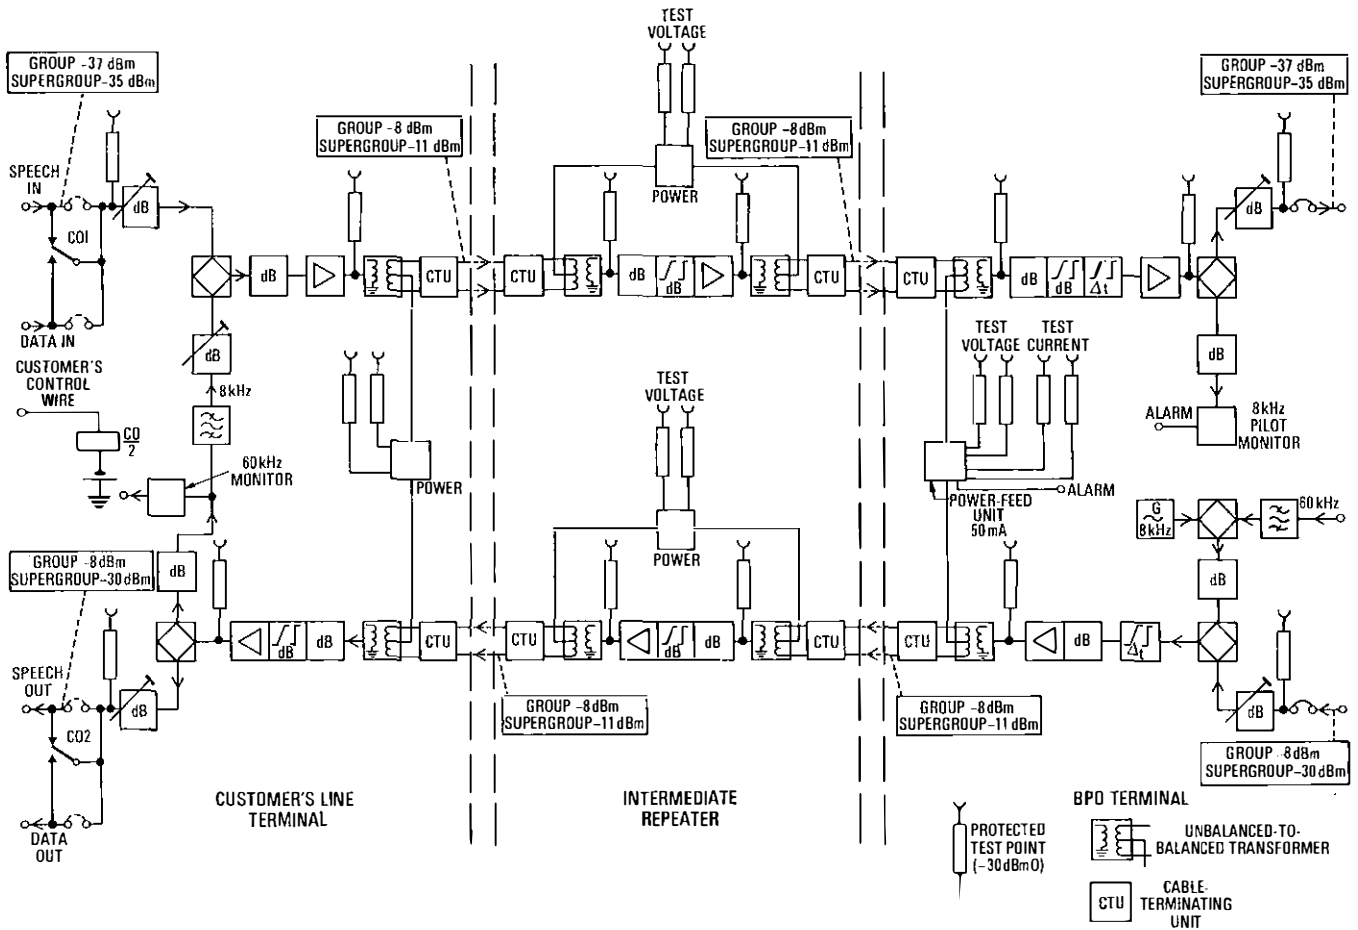 TEST
VOLTAGE
GROUP -37 dBm
SUPERGROUP-35 dBm
GROUP -37 dBm
SUPERGROUP-35 dBm
GROUP -8 dBm
SUPERGROUP-11 dBm
GROUP -8dBm
SUPERGROUP-11 dBm
SPEECH
IN
dB
POWER
dB
CO1
dB
CTU
CTU
dB
dB
CTU
CTU
dB
dB
Δt
DATA IN
dB
TEST
VOLTAGE
TEST
CURRENT
dB
CUSTOMER'S
CONTROL
WIRE
8kHz
TEST
VOLTAGE
ALARM
8kHz
PILOT
MONITOR
CO
2
60kHz
MONITOR
POWER
POWER-FEED
UNIT
50mA
ALARM
G
8kHz
60kHz
POWER
GROUP -8dBm
SUPERGROUP-30dBm
dB
dB
dB
dB
CTU
CTU
dB
dB
CTU
CTU
dB
Δt
SPEECH
OUT
dB
GROUP -8dBm
SUPERGROUP-11dBm
GROUP -8dBm
SUPERGROUP-11 dBm
dB
CO2
GROUP -8dBm
SUPERGROUP-30dBm
DATA
OUT
CUSTOMER'S LINE
TERMINAL
INTERMEDIATE
REPEATER
BPO TERMINAL
PROTECTED
TEST POINT
(-30dBm0)
UNBALANCED-TO-
BALANCED TRANSFORMER
CTU
CABLE-
TERMINATING
UNIT